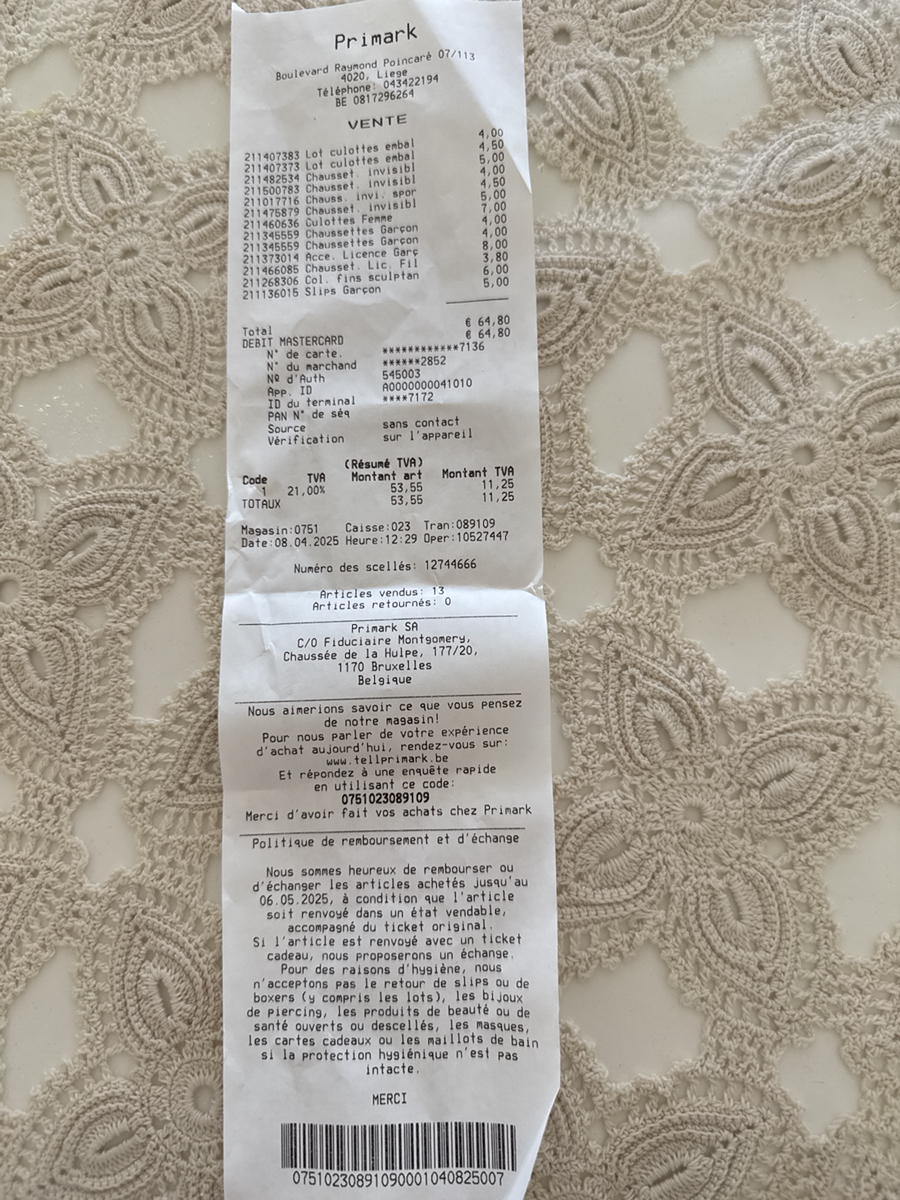 Primark
Boulevard Raymond Poincaré 07/113
4020, Liege
Téléphone: 043422194
BE 0817296264
VENTE
211407383 Lot culottes embal 4,00
211407373 Lot culottes embal 4,50
211482534 Chausset. invisibl 5,00
211500783 Chausset. invisibl 4,00
211017716 Chauss. invi. spor 4,50
211475879 Chausset. invisibl 5,00
211460636 Culottes Femme 7,00
211345559 Chaussettes Garçon 4,00
211345559 Chaussettes Garçon 4,00
211373014 Acce. Licence Garç 8,00
211466085 Chausset. Lic. Fil 3,80
211268306 Col. fins sculptan 6,00
211136015 Slips Garçon 5,00
Total € 64,80
DEBIT MASTERCARD € 64,80
N° de carte. ************7136
N° du marchand ******2852
Nº d'Auth 545003
App. ID A0000000041010
ID du terminal ****7172
PAN N° de séq
Source sans contact
Vérification sur l'appareil
(Résumé TVA)
Code TVA Montant art Montant TVA
1 21,00% 53,55 11,25
TOTAUX 53,55 11,25
Magasin:0751 Caisse:023 Tran:089109
Date:08.04.2025 Heure:12:29 Oper:10527447
Numéro des scellés: 12744666
Articles vendus: 13
Articles retournés: 0
Primark SA
C/O Fiduciaire Montgomery,
Chaussée de la Hulpe, 177/20,
1170 Bruxelles
Belgique
Nous aimerions savoir ce que vous pensez
de notre magasin!
Pour nous parler de votre expérience
d'achat aujourd'hui, rendez-vous sur:
www.tellprimark.be
Et répondez à une enquête rapide
en utilisant ce code:
0751023089109
Merci d'avoir fait vos achats chez Primark
Politique de remboursement et d'échange
Nous sommes heureux de rembourser ou
d'échanger les articles achetés jusqu'au
06.05.2025, à condition que l'article
soit renvoyé dans un état vendable,
accompagné du ticket original.
Si l'article est renvoyé avec un ticket
cadeau, nous proposerons un échange.
Pour des raisons d'hygiène, nous
n'acceptons pas le retour de slips ou de
boxers (y compris les lots), les bijoux
de piercing, les produits de beauté ou de
santé ouverts ou descellés, les masques,
les cartes cadeaux ou les maillots de bain
si la protection hygiénique n'est pas
intacte.
MERCI
07510230891090001040825007